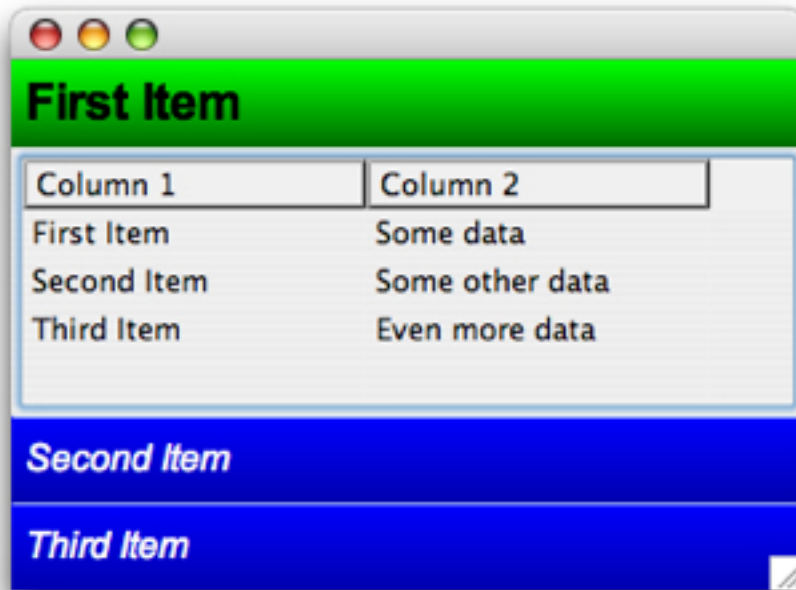 First Item
Column 1 Column 2
First Item Some data
Second Item Some other data
Third Item Even more data
Second Item
Third Item